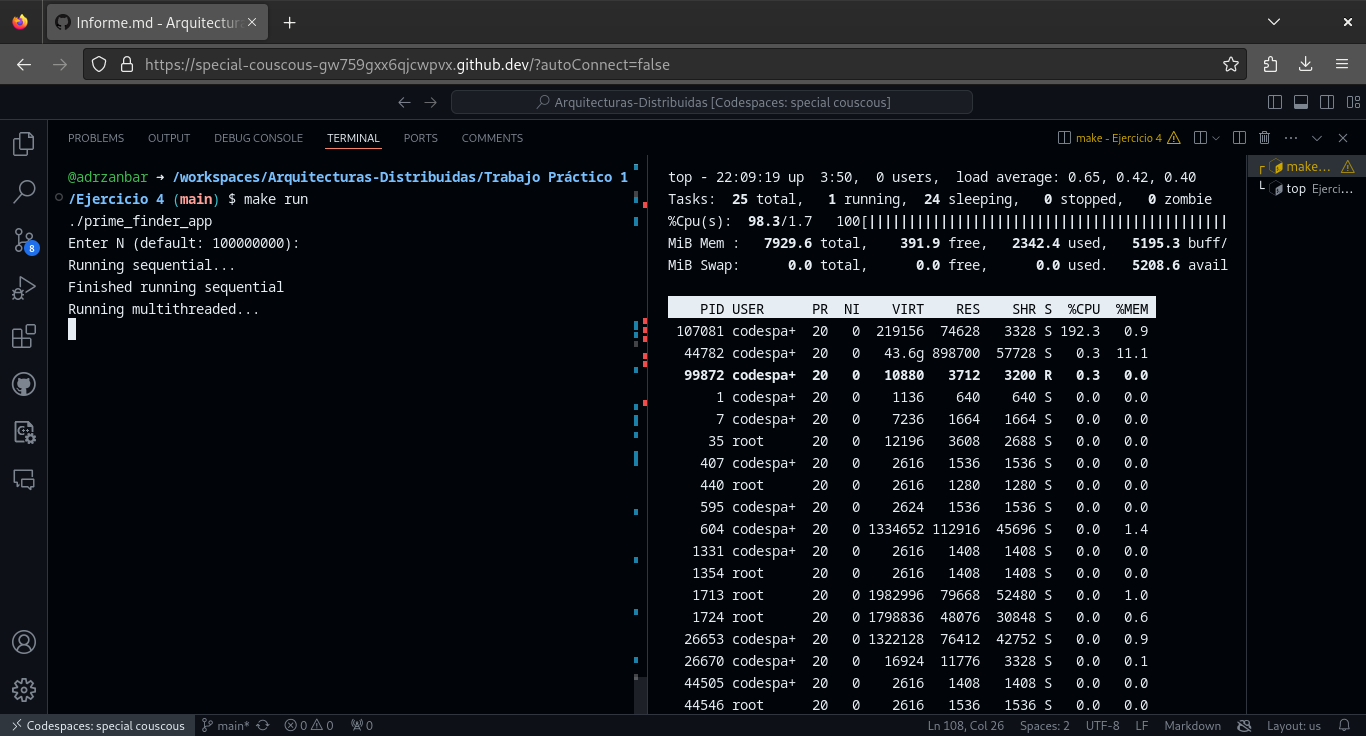 Informe.md - Arquitectura
https://special-couscous-gw759gxx6qjcwpvx.github.dev/?autoConnect=false
Arquitecturas-Distribuidas [Codespaces: special couscous]
PROBLEMS OUTPUT DEBUG CONSOLE TERMINAL PORTS COMMENTS
make - Ejercicio 4
@adrzanbar → /workspaces/Arquitecturas-Distribuidas/Trabajo Práctico 1
/Ejercicio 4 (main) $ make run
./prime_finder_app
Enter N (default: 100000000):
Running sequential...
Finished running sequential
Running multithreaded...
top - 22:09:19 up  3:50,  0 users,  load average: 0.65, 0.42, 0.40
Tasks:  25 total,   1 running,  24 sleeping,   0 stopped,   0 zombie
%Cpu(s):  98.3/1.7   100[|||||||||||||||||||||||||||||||||||||||||||||
MiB Mem :   7929.6 total,    391.9 free,   2342.4 used,   5195.3 buff/
MiB Swap:      0.0 total,      0.0 free,      0.0 used.   5208.6 avail
PID USER      PR  NI    VIRT    RES    SHR S  %CPU  %MEM
107081 codespa+  20   0  219156  74628   3328 S 192.3   0.9
44782 codespa+  20   0   43.6g 898700  57728 S   0.3  11.1
99872 codespa+  20   0   10880   3712   3200 R   0.3   0.0
1 codespa+  20   0    1136    640    640 S   0.0   0.0
7 codespa+  20   0    7236   1664   1664 S   0.0   0.0
35 root      20   0   12196   3608   2688 S   0.0   0.0
407 codespa+  20   0    2616   1536   1536 S   0.0   0.0
440 root      20   0    2616   1280   1280 S   0.0   0.0
595 codespa+  20   0    2624   1536   1536 S   0.0   0.0
604 codespa+  20   0 1334652 112916  45696 S   0.0   1.4
1331 codespa+  20   0    2616   1408   1408 S   0.0   0.0
1354 root      20   0    2616   1408   1408 S   0.0   0.0
1713 root      20   0 1982996  79668  52480 S   0.0   1.0
1724 root      20   0 1798836  48076  30848 S   0.0   0.6
26653 codespa+  20   0 1322128  76412  42752 S   0.0   0.9
26670 codespa+  20   0   16924  11776   3328 S   0.0   0.1
44505 codespa+  20   0    2616   1408   1408 S   0.0   0.0
44546 root      20   0    2616   1536   1536 S   0.0   0.0
make...
top Ejerci...
8
Codespaces: special couscous main* 0 0 0 Ln 108, Col 26 Spaces: 2 UTF-8 LF Markdown Layout: us